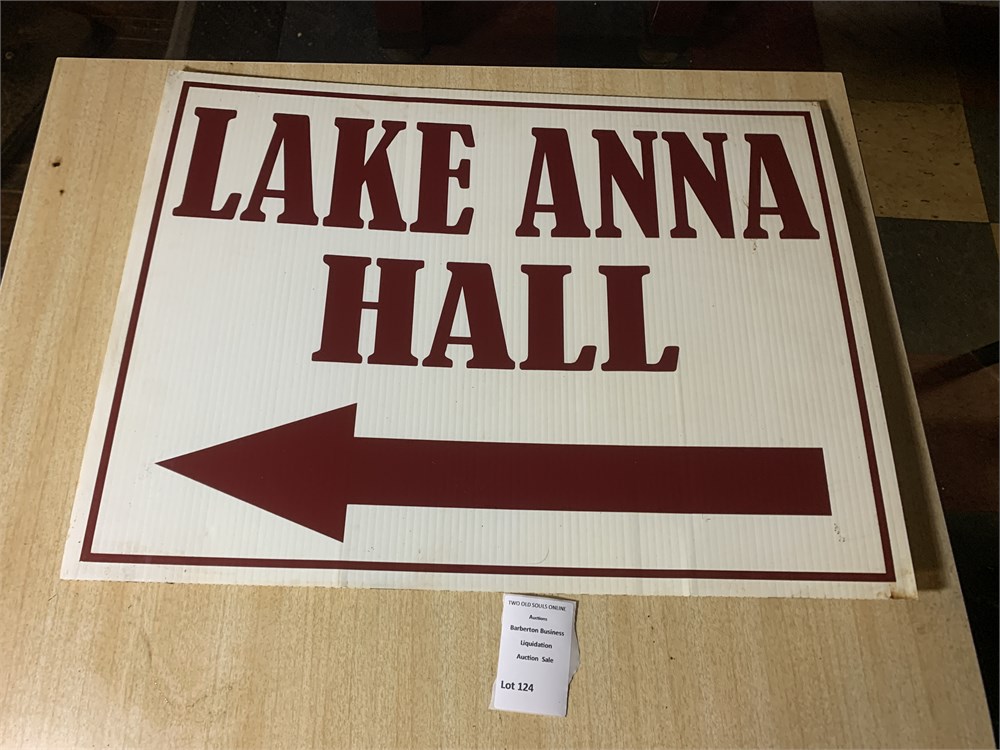 LAKE ANNA
HALL
TWO OLD SOULS ONLINE
Auctions
Barberton Business
Liquidation
Auction Sale
Lot 124